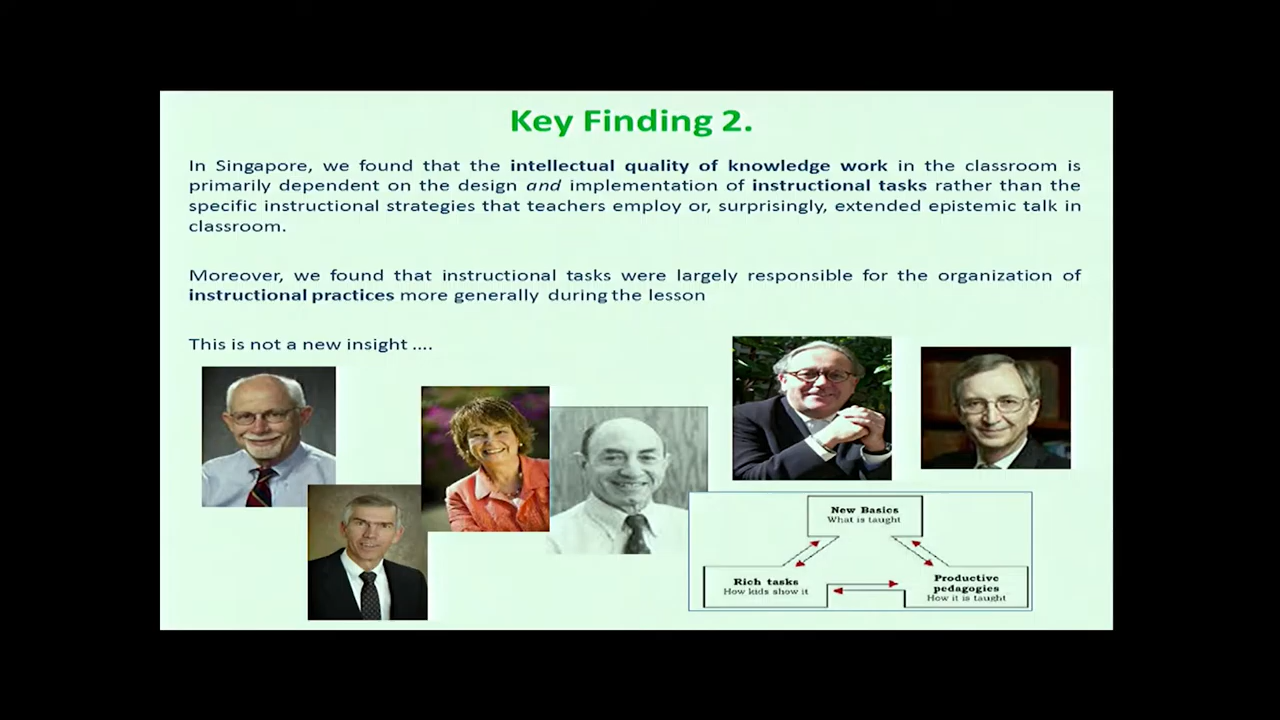 Key Finding 2.
In Singapore, we found that the intellectual quality of knowledge work in the classroom is
primarily dependent on the design and implementation of instructional tasks rather than the
specific instructional strategies that teachers employ or, surprisingly, extended epistemic talk in
classroom.
Moreover, we found that instructional tasks were largely responsible for the organization of
instructional practices more generally during the lesson
This is not a new insight ....
New Basics
What is taught
Rich tasks
How kids show it
Productive
pedagogies
How it is taught